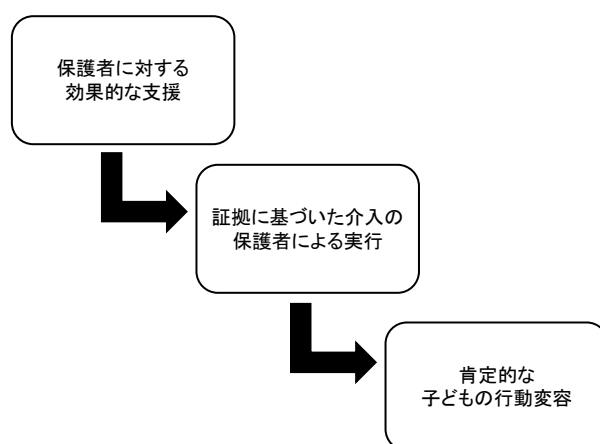 保護者に対する
効果的な支援
証拠に基づいた介入の
保護者による実行
肯定的な
子どもの行動変容